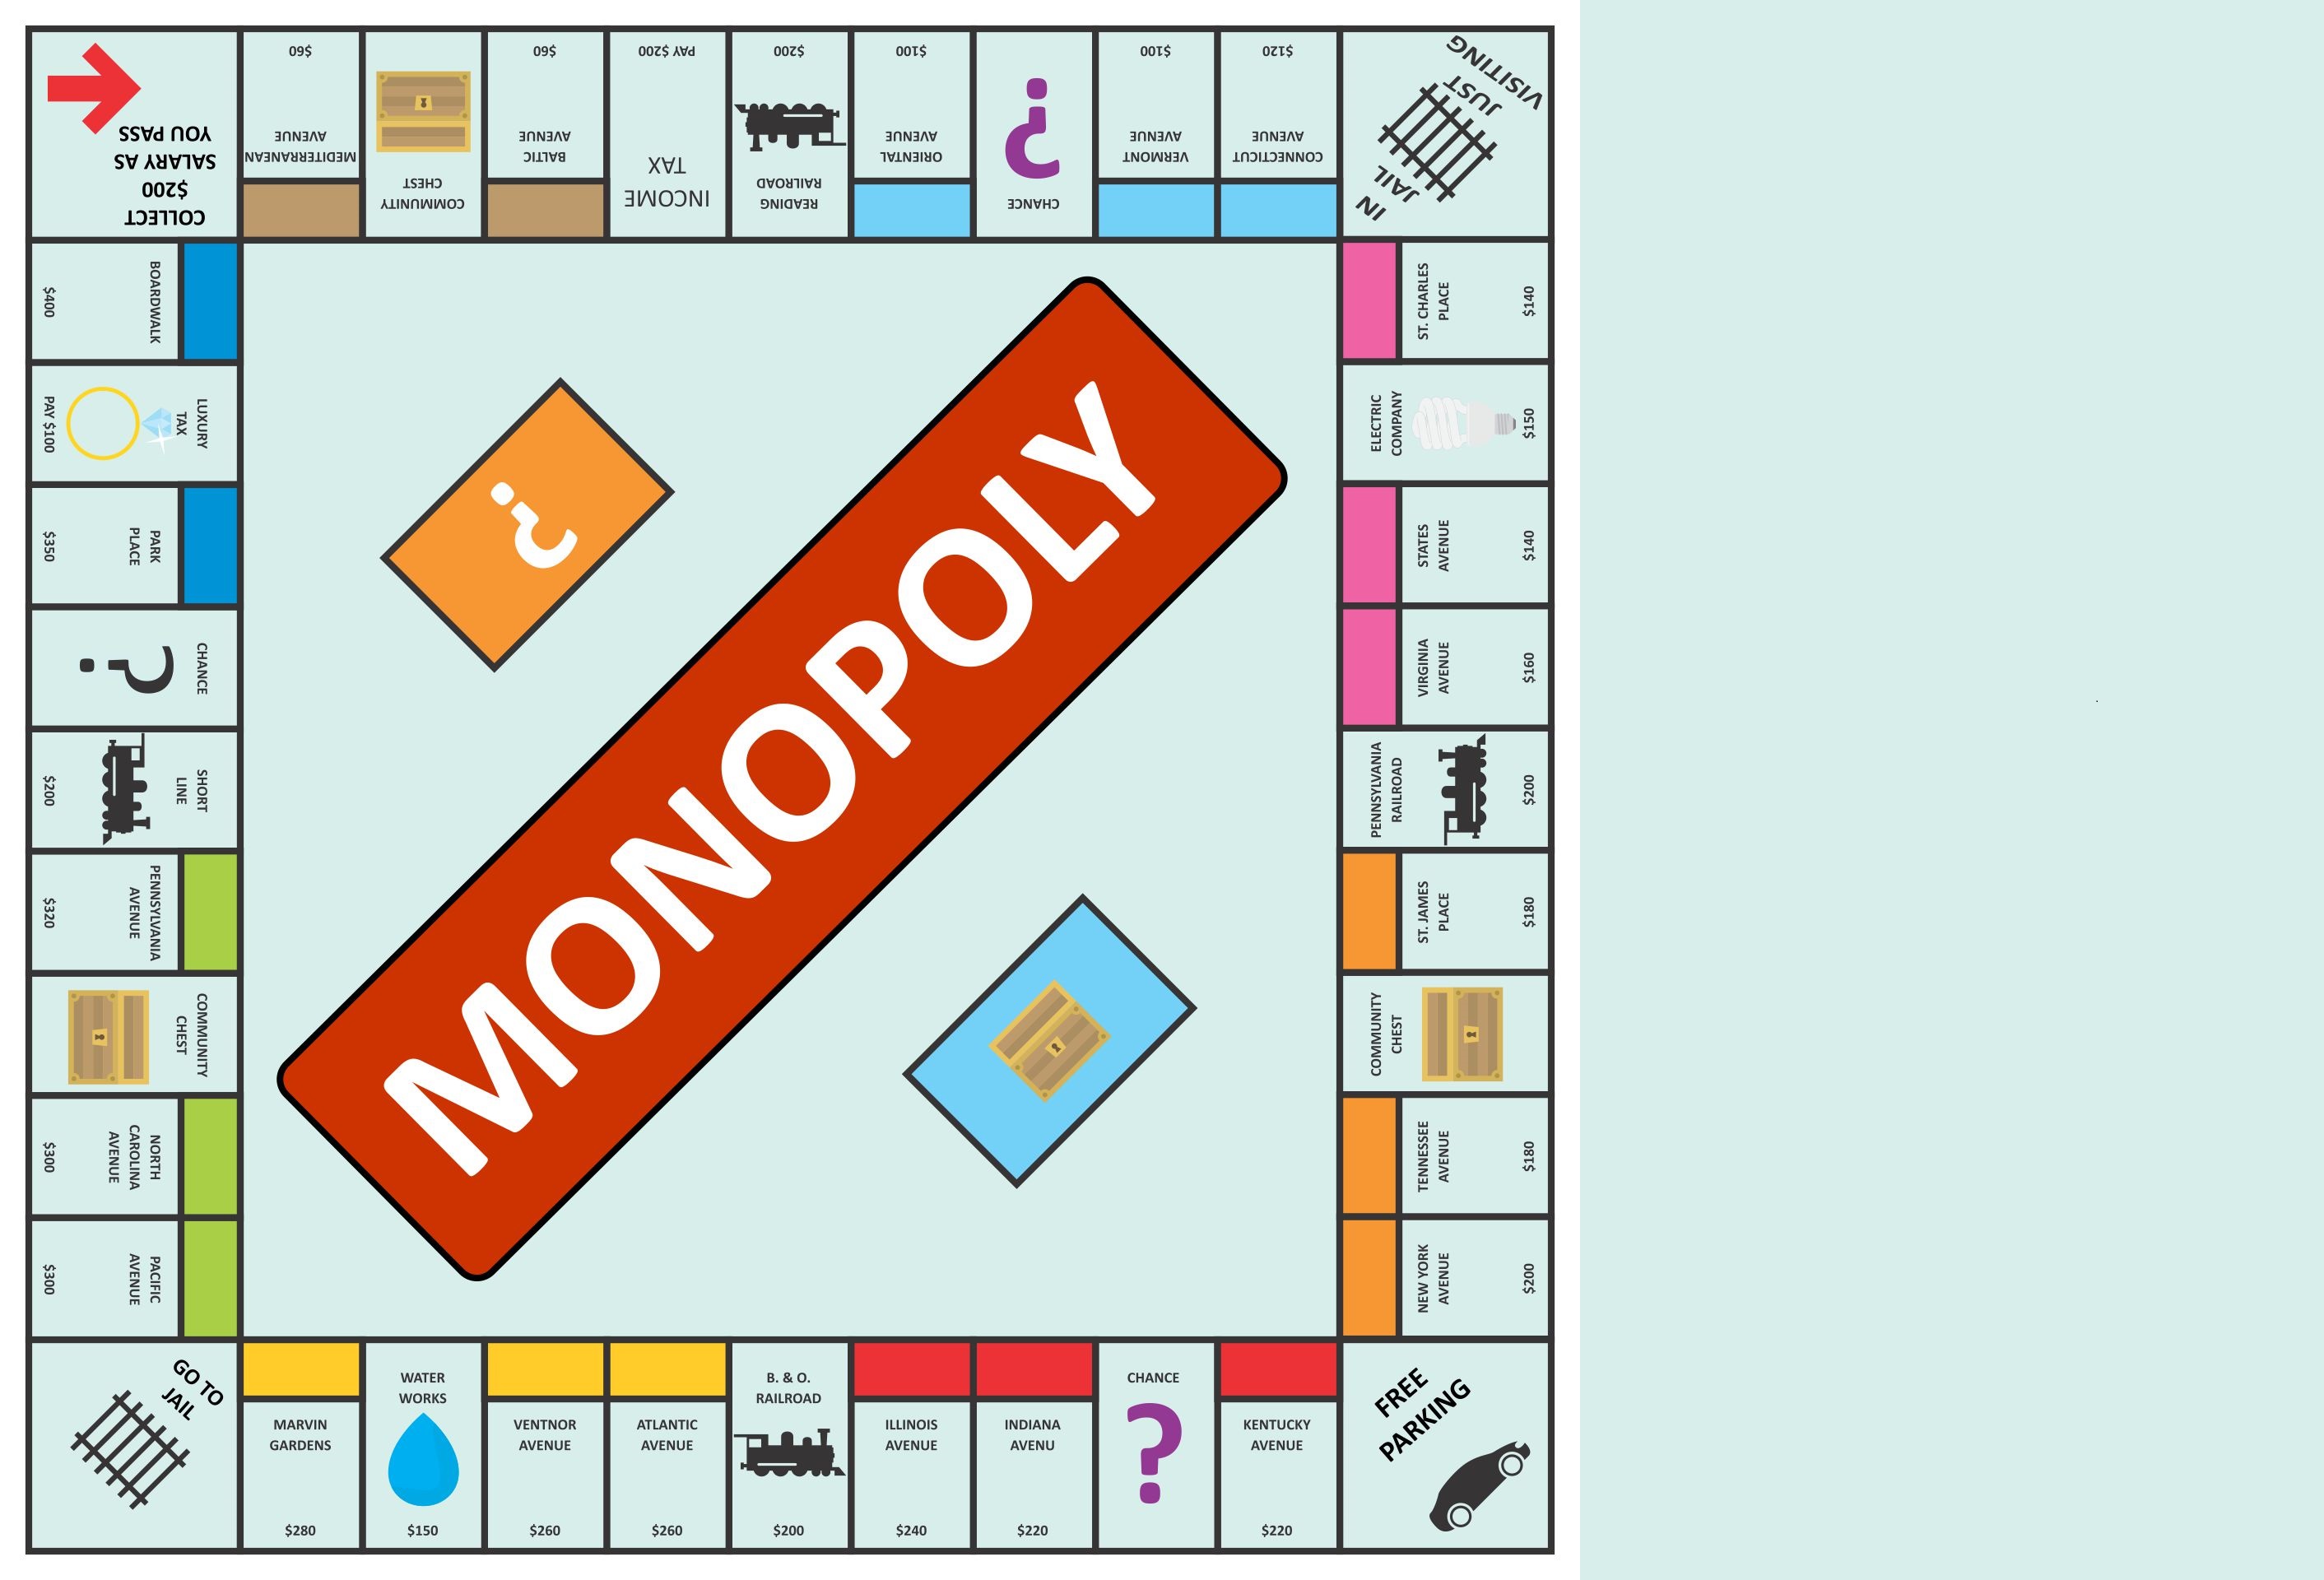 COLLECT
$200
SALARY AS
YOU PASS
MEDITERRANEAN
AVENUE
$60
COMMUNITY
CHEST
BALTIC
AVENUE
$60
INCOME
TAX
PAY $200
READING
RAILROAD
$200
ORIENTAL
AVENUE
$100
CHANCE
?
VERMONT
AVENUE
$100
CONNECTICUT
AVENUE
$120
IN
JAIL
JUST
VISITING
ST. CHARLES
PLACE
$140
ELECTRIC
COMPANY
$150
STATES
AVENUE
$140
VIRGINIA
AVENUE
$160
PENNSYLVANIA
RAILROAD
$200
ST. JAMES
PLACE
$180
COMMUNITY
CHEST
TENNESSEE
AVENUE
$180
NEW YORK
AVENUE
$200
FREE
PARKING
KENTUCKY
AVENUE
$220
CHANCE
?
INDIANA
AVENU
$220
ILLINOIS
AVENUE
$240
B. & O.
RAILROAD
$200
ATLANTIC
AVENUE
$260
VENTNOR
AVENUE
$260
WATER
WORKS
$150
MARVIN
GARDENS
$280
GO TO
JAIL
PACIFIC
AVENUE
$300
NORTH
CAROLINA
AVENUE
$300
COMMUNITY
CHEST
PENNSYLVANIA
AVENUE
$320
SHORT
LINE
$200
CHANCE
?
PARK
PLACE
$350
LUXURY
TAX
PAY $100
BOARDWALK
$400
?
MONOPOLY